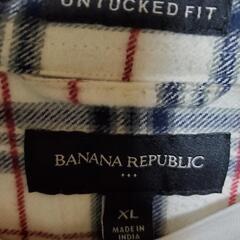 UNTUCKED FIT
BANANA REPUBLIC
XL
MADE IN
INDIA